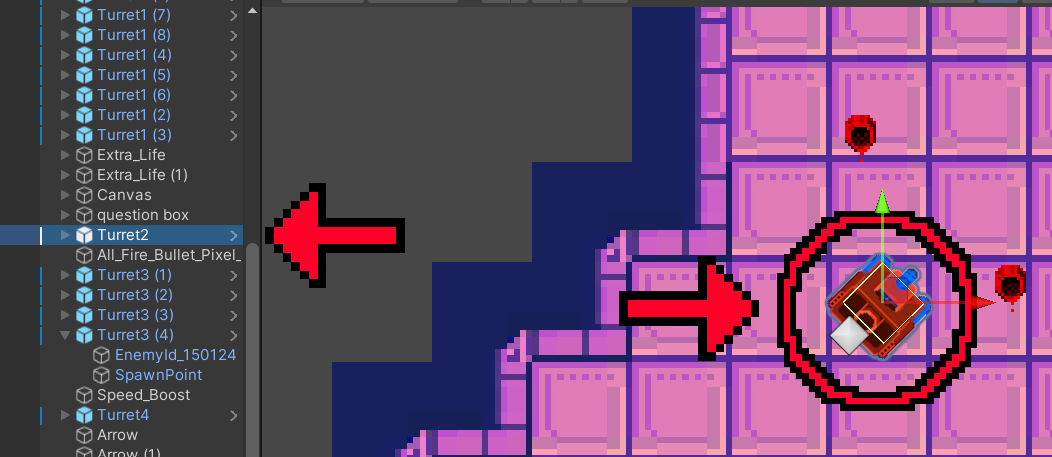 Turret1 (7)
Turret1 (8)
Turret1 (4)
Turret1 (5)
Turret1 (6)
Turret1 (2)
Turret1 (3)
Extra_Life
Extra_Life (1)
Canvas
question box
Turret2
All_Fire_Bullet_Pixel_
Turret3 (1)
Turret3 (2)
Turret3 (3)
Turret3 (4)
EnemyId_150124
SpawnPoint
Speed_Boost
Turret4
Arrow
Arrow (1)